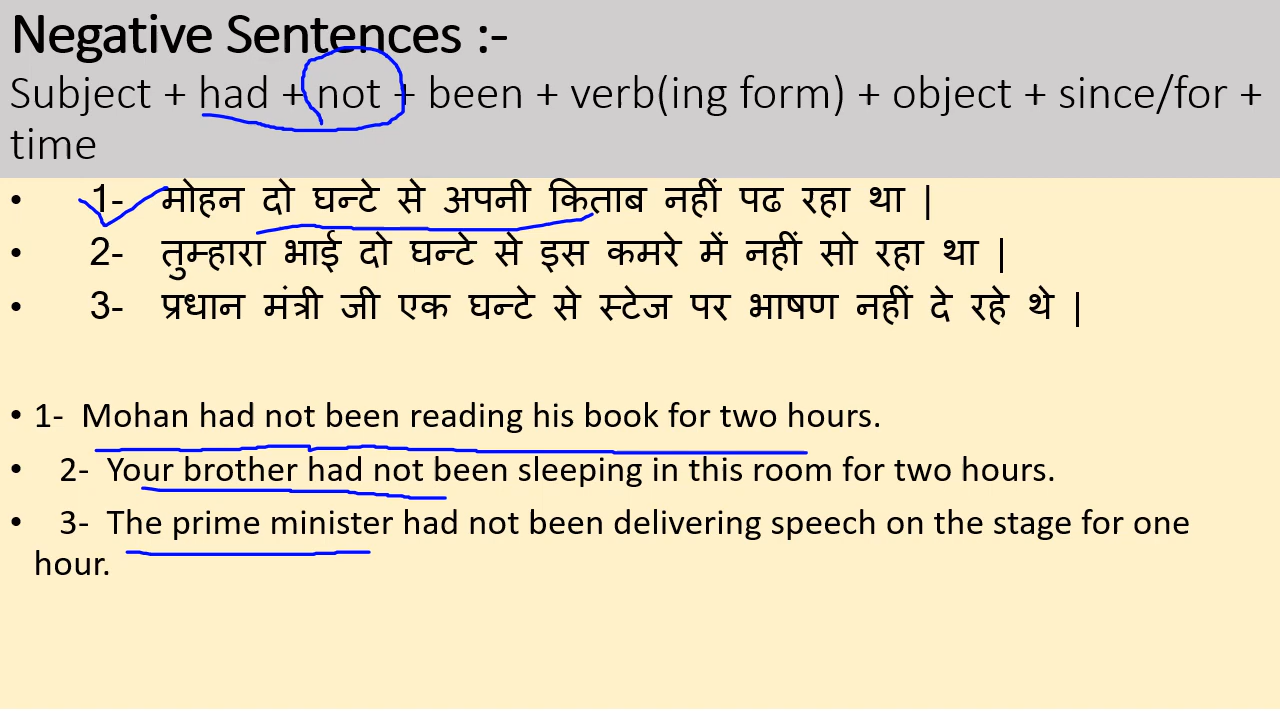 Negative Sentences :-
Subject + had + not + been + verb(ing form) + object + since/for +
time
• 1- मोहन दो घन्टे से अपनी किताब नहीं पढ रहा था |
• 2- तुम्हारा भाई दो घन्टे से इस कमरे में नहीं सो रहा था |
• 3- प्रधान मंत्री जी एक घन्टे से स्टेज पर भाषण नहीं दे रहे थे |
• 1- Mohan had not been reading his book for two hours.
• 2- Your brother had not been sleeping in this room for two hours.
• 3- The prime minister had not been delivering speech on the stage for one
hour.